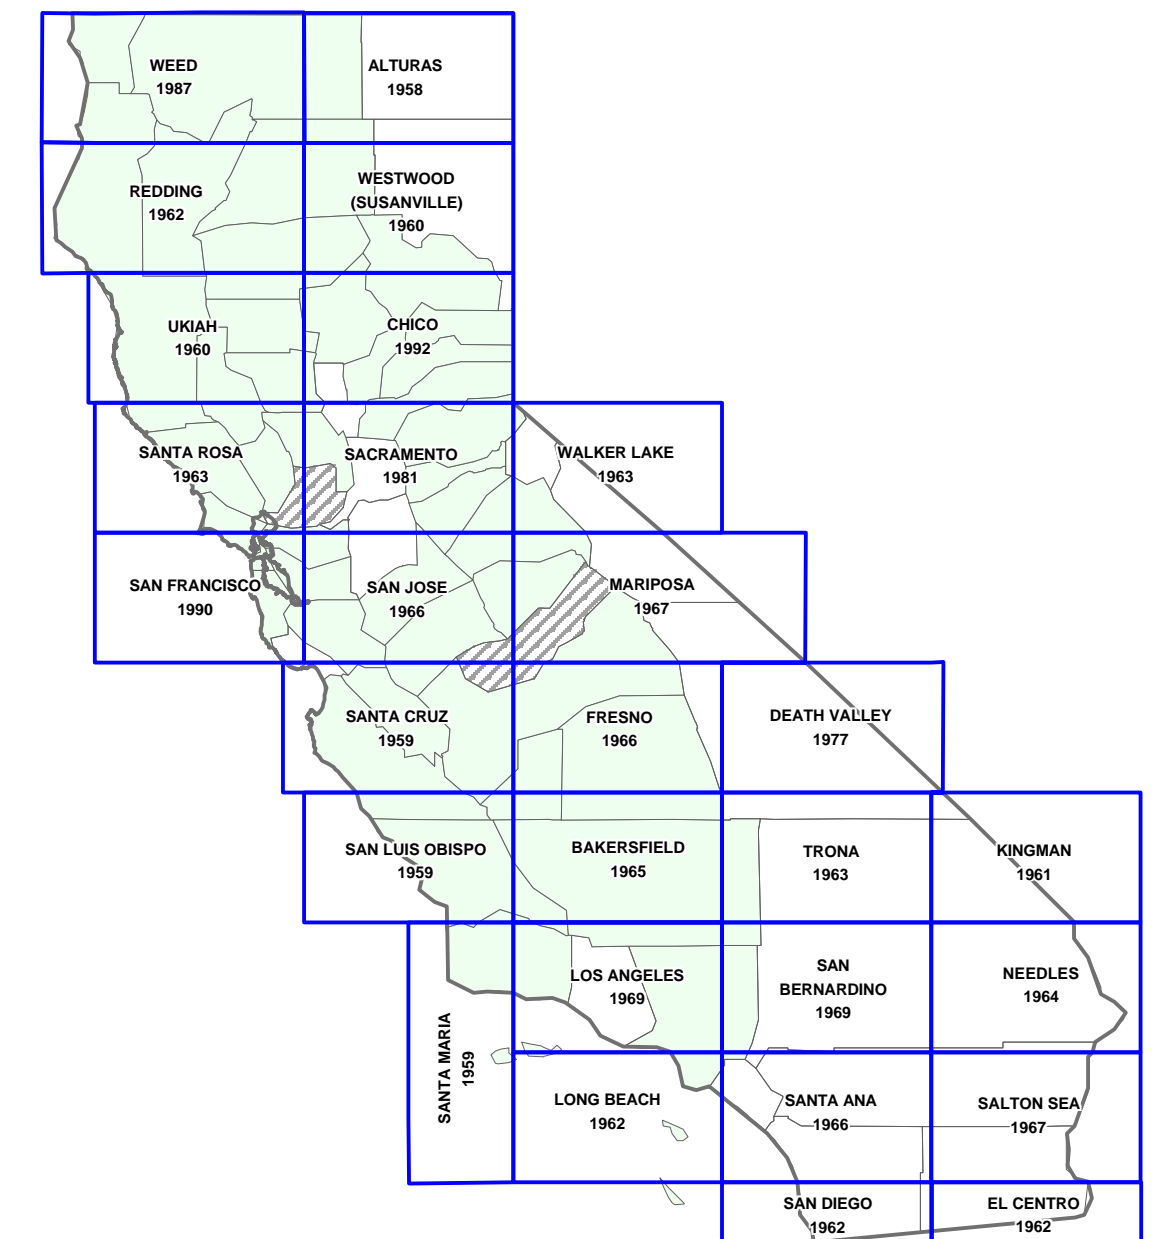 WEED
1987
ALTURAS
1958
REDDING
1962
WESTWOOD
(SUSANVILLE)
1960
UKIAH
1960
CHICO
1992
SANTA ROSA
1963
SACRAMENTO
1981
WALKER LAKE
1963
SAN FRANCISCO
1990
SAN JOSE
1966
MARIPOSA
1967
SANTA CRUZ
1959
FRESNO
1966
DEATH VALLEY
1977
SAN LUIS OBISPO
1959
BAKERSFIELD
1965
TRONA
1963
KINGMAN
1961
SANTA MARIA
1959
LOS ANGELES
1969
SAN
BERNARDINO
1969
NEEDLES
1964
LONG BEACH
1962
SANTA ANA
1966
SALTON SEA
1967
SAN DIEGO
1962
EL CENTRO
1962